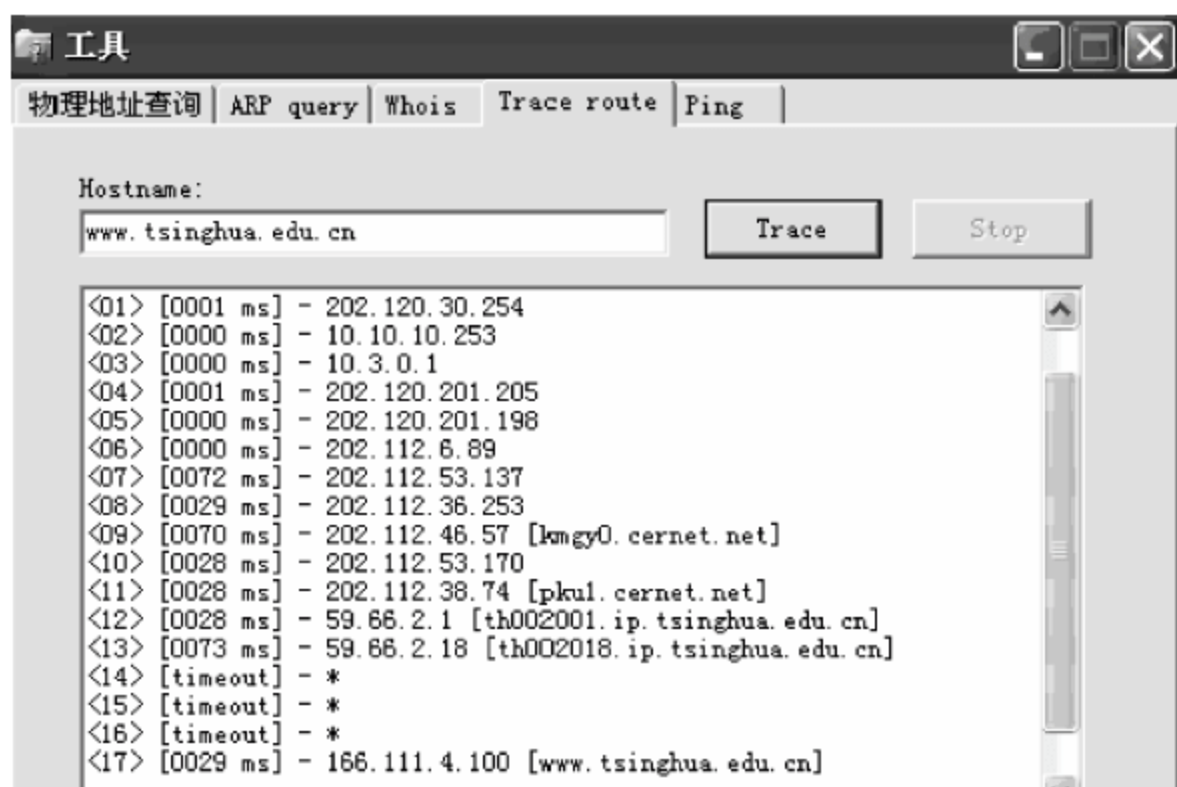 工具
物理地址查询 ARP query Whois Trace route Ping
Hostname:
www.tsinghua.edu.cn Trace Stop
<01> [0001 ms] - 202.120.30.254
<02> [0000 ms] - 10.10.10.253
<03> [0000 ms] - 10.3.0.1
<04> [0001 ms] - 202.120.201.205
<05> [0000 ms] - 202.120.201.198
<06> [0000 ms] - 202.112.6.89
<07> [0072 ms] - 202.112.53.137
<08> [0029 ms] - 202.112.36.253
<09> [0070 ms] - 202.112.46.57 [kmgy0.cernet.net]
<10> [0028 ms] - 202.112.53.170
<11> [0028 ms] - 202.112.38.74 [pku1.cernet.net]
<12> [0028 ms] - 59.66.2.1 [th002001.ip.tsinghua.edu.cn]
<13> [0073 ms] - 59.66.2.18 [th002018.ip.tsinghua.edu.cn]
<14> [timeout] - *
<15> [timeout] - *
<16> [timeout] - *
<17> [0029 ms] - 166.111.4.100 [www.tsinghua.edu.cn]